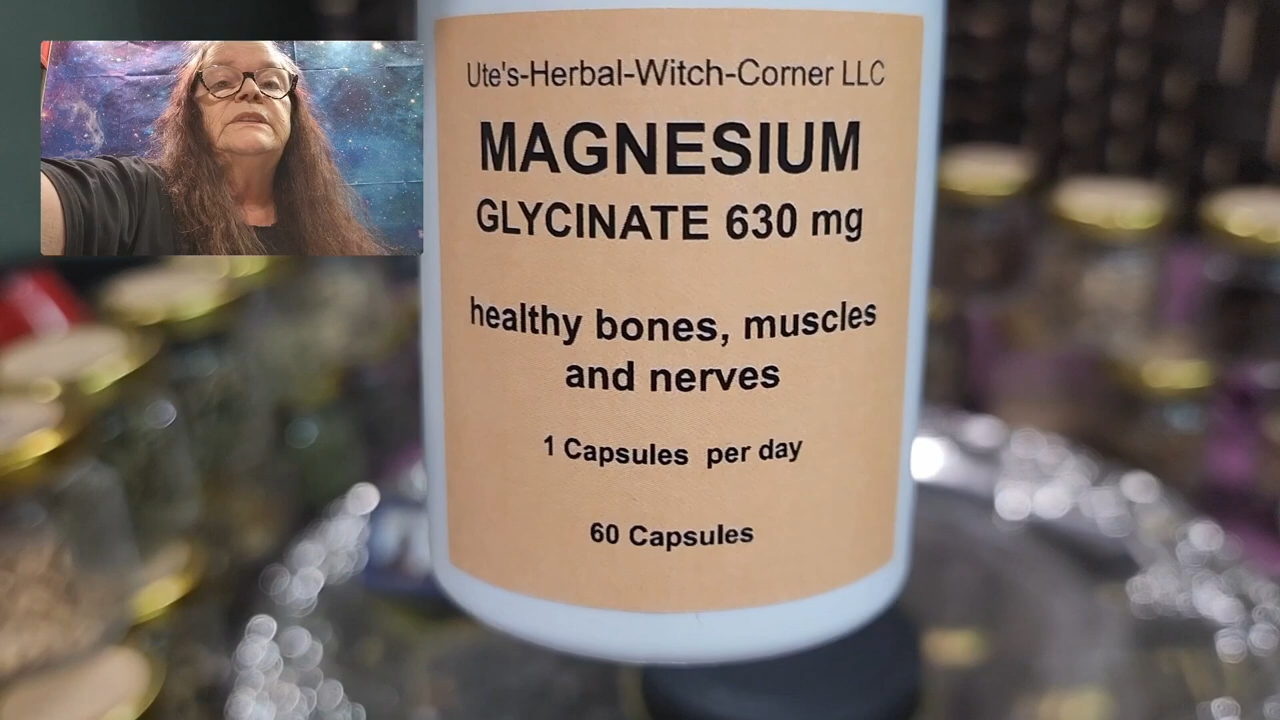 Ute's-Herbal-Witch-Corner LLC
MAGNESIUM
GLYCINATE 630 mg
healthy bones, muscles
and nerves
1 Capsules per day
60 Capsules